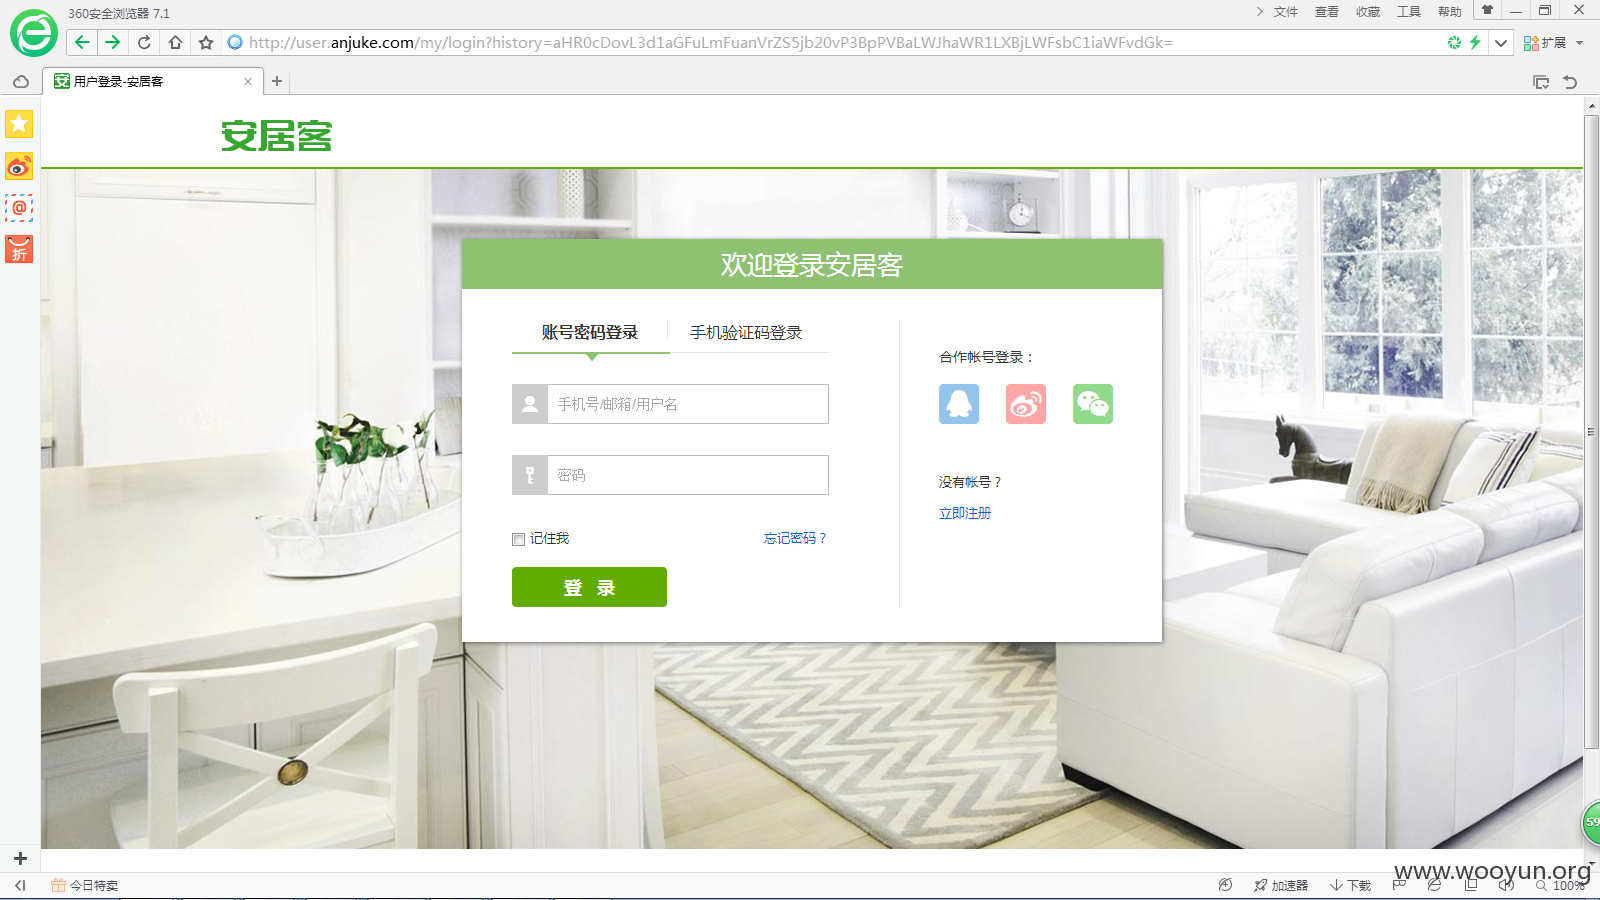 360安全浏览器 7.1
文件 查看 收藏 工具 帮助
http://user.anjuke.com/my/login?history=aHR0cDovL3d1aGFuLmFuanVrZS5jb20vP3BpPVBaLWJhaWR1LXBjLWFsbC1iaWFvdGk=
扩展
安 用户登录-安居客
安居客
@
折
欢迎登录安居客
账号密码登录 手机验证码登录
合作帐号登录：
手机号/邮箱/用户名
密码
没有帐号？
立即注册
记住我 忘记密码？
登 录
59
www.wooyun.org
今日特卖
加速器 下载 100%